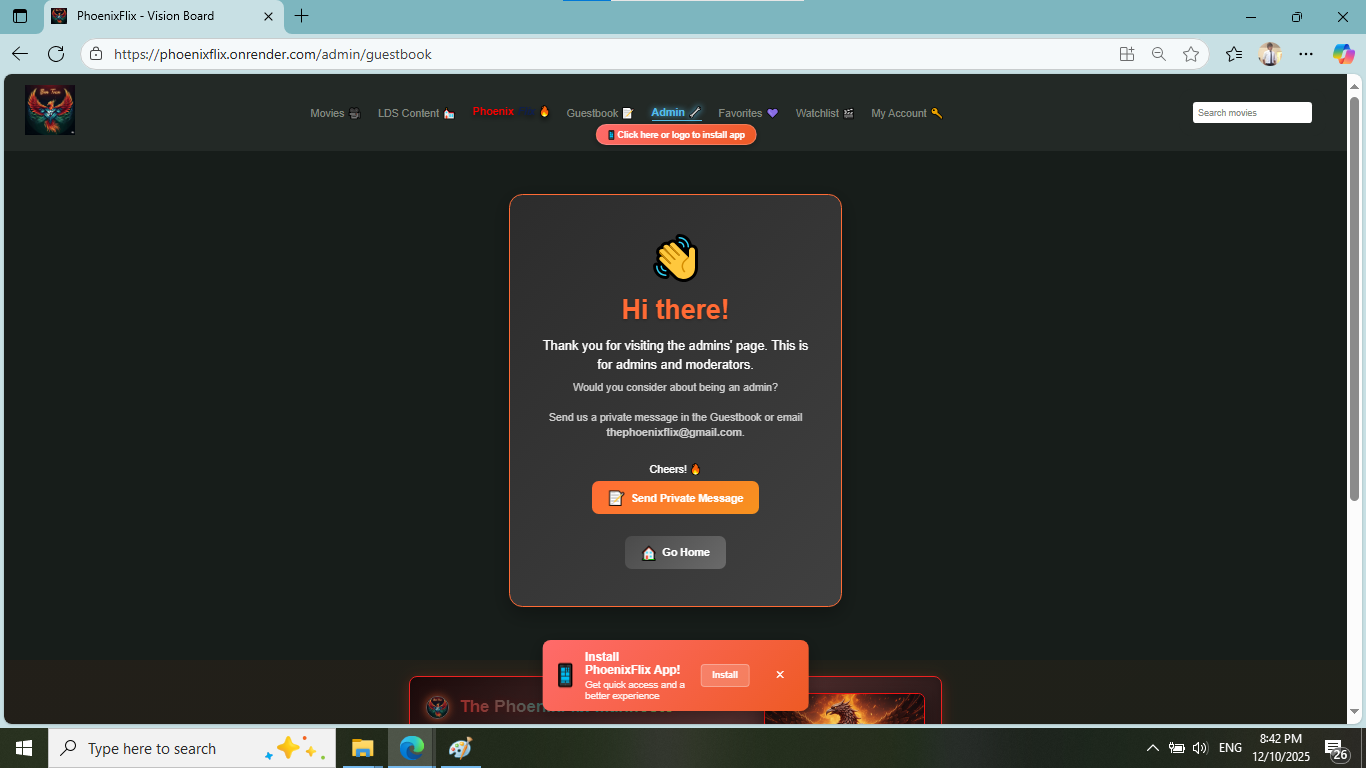 PhoenixFlix - Vision Board
https://phoenixflix.onrender.com/admin/guestbook
Movies
LDS Content
Phoenix
Guestbook
Admin
Favorites
Watchlist
My Account
Search movies
Click here or logo to install app
Hi there!
Thank you for visiting the admins' page. This is
for admins and moderators.
Would you consider about being an admin?
Send us a private message in the Guestbook or email
thephoenixflix@gmail.com.
Cheers!
Send Private Message
Go Home
Install
PhoenixFlix App!
Get quick access and a
better experience
Install
The
Type here to search
ENG
8:42 PM
12/10/2025
26